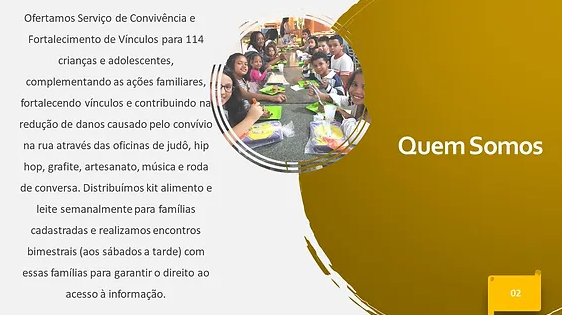 Ofertamos Serviço de Convivência e
Fortalecimento de Vínculos para 114
crianças e adolescentes,
complementando as ações familiares,
fortalecendo vínculos e contribuindo na
redução de danos causado pelo convívio
na rua através das oficinas de judô, hip
hop, grafite, artesanato, música e roda
de conversa. Distribuímos kit alimento e
leite semanalmente para famílias
cadastradas e realizamos encontros
bimestrais (aos sábados a tarde) com
essas famílias para garantir o direito ao
acesso à informação.
Quem Somos
02